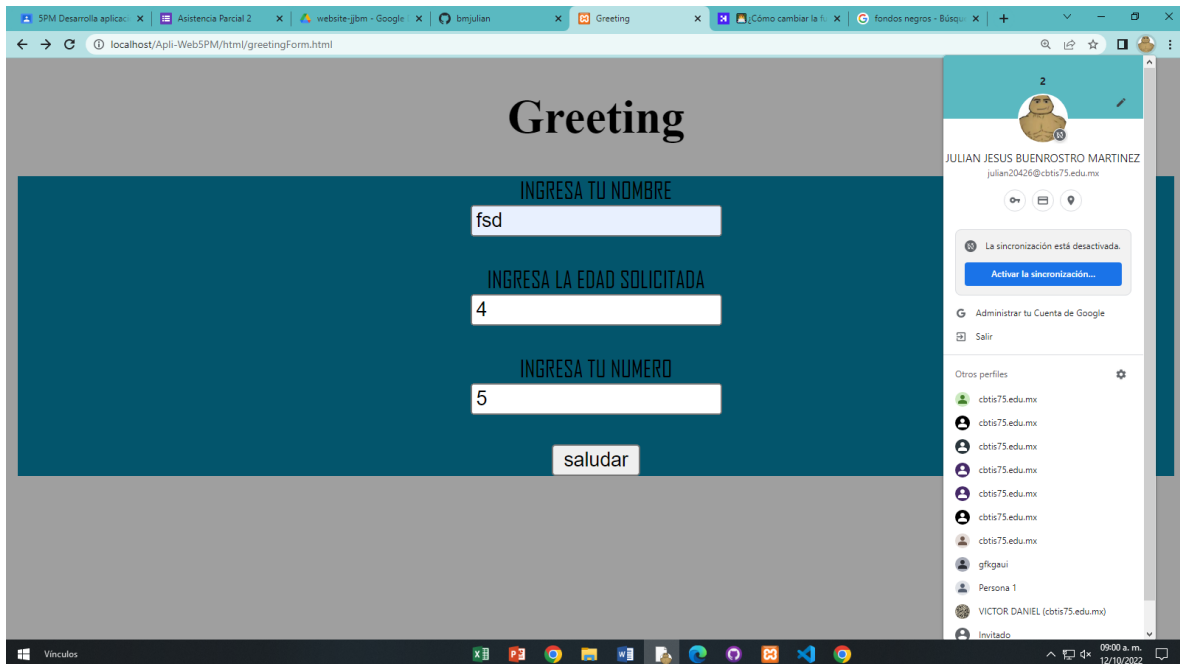 5PM Desarrolla aplicac
Asistencia Parcial 2
website-jjbm - Google
bmjulian
Greeting
¿Cómo cambiar la fu
fondos negros - Búsqu
localhost/Apli-Web5PM/html/greetingForm.html
Greeting
INGRESA TU NOMBRE
fsd
INGRESA LA EDAD SOLICITADA
4
INGRESA TU NUMERO
5
saludar
2
JULIAN JESUS BUENROSTRO MARTINEZ
julian20426@cbtis75.edu.mx
La sincronización está desactivada.
Activar la sincronización...
Administrar tu Cuenta de Google
Salir
Otros perfiles
cbtis75.edu.mx
cbtis75.edu.mx
cbtis75.edu.mx
cbtis75.edu.mx
cbtis75.edu.mx
cbtis75.edu.mx
cbtis75.edu.mx
gfkgaui
Persona 1
VICTOR DANIEL (cbtis75.edu.mx)
Invitado
Vínculos
09:00 a. m.
12/10/2022